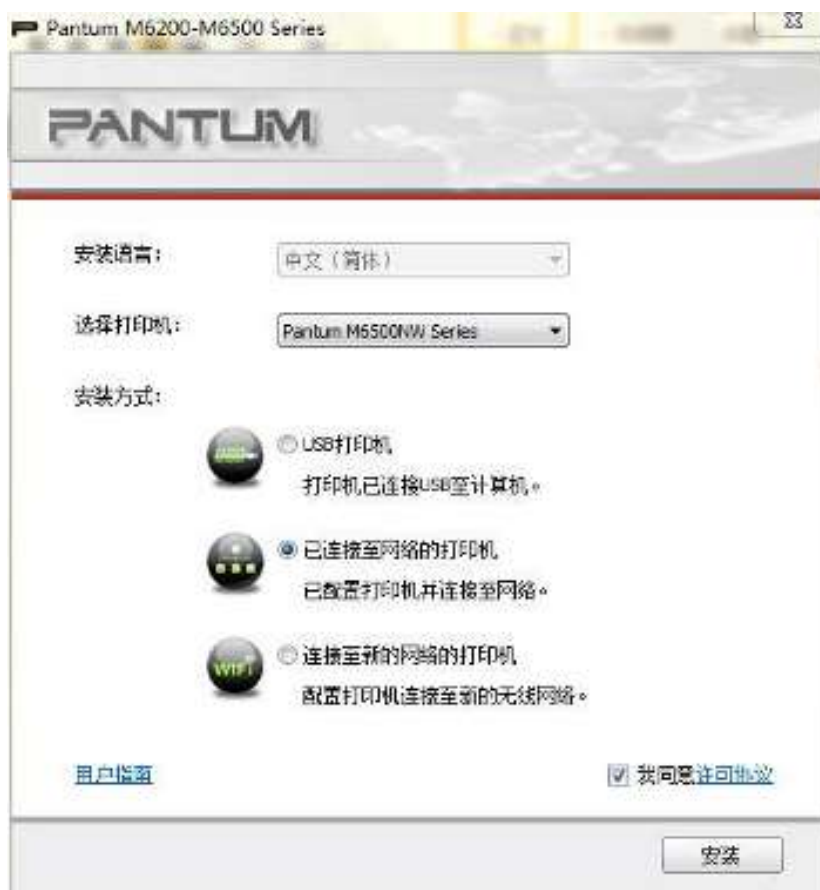 Pantum M6200-M6500 Series
PANTUM
安装语言：
中文（简体）
选择打印机：
Pantum M6500NW Series
安装方式：
USB打印机
打印机已连接USB至计算机。
已连接至网络的打印机
已配置打印机并连接至网络。
WIFI
连接至新的网络的打印机
配置打印机连接至新的无线网络。
用户指南
我同意许可协议
安装